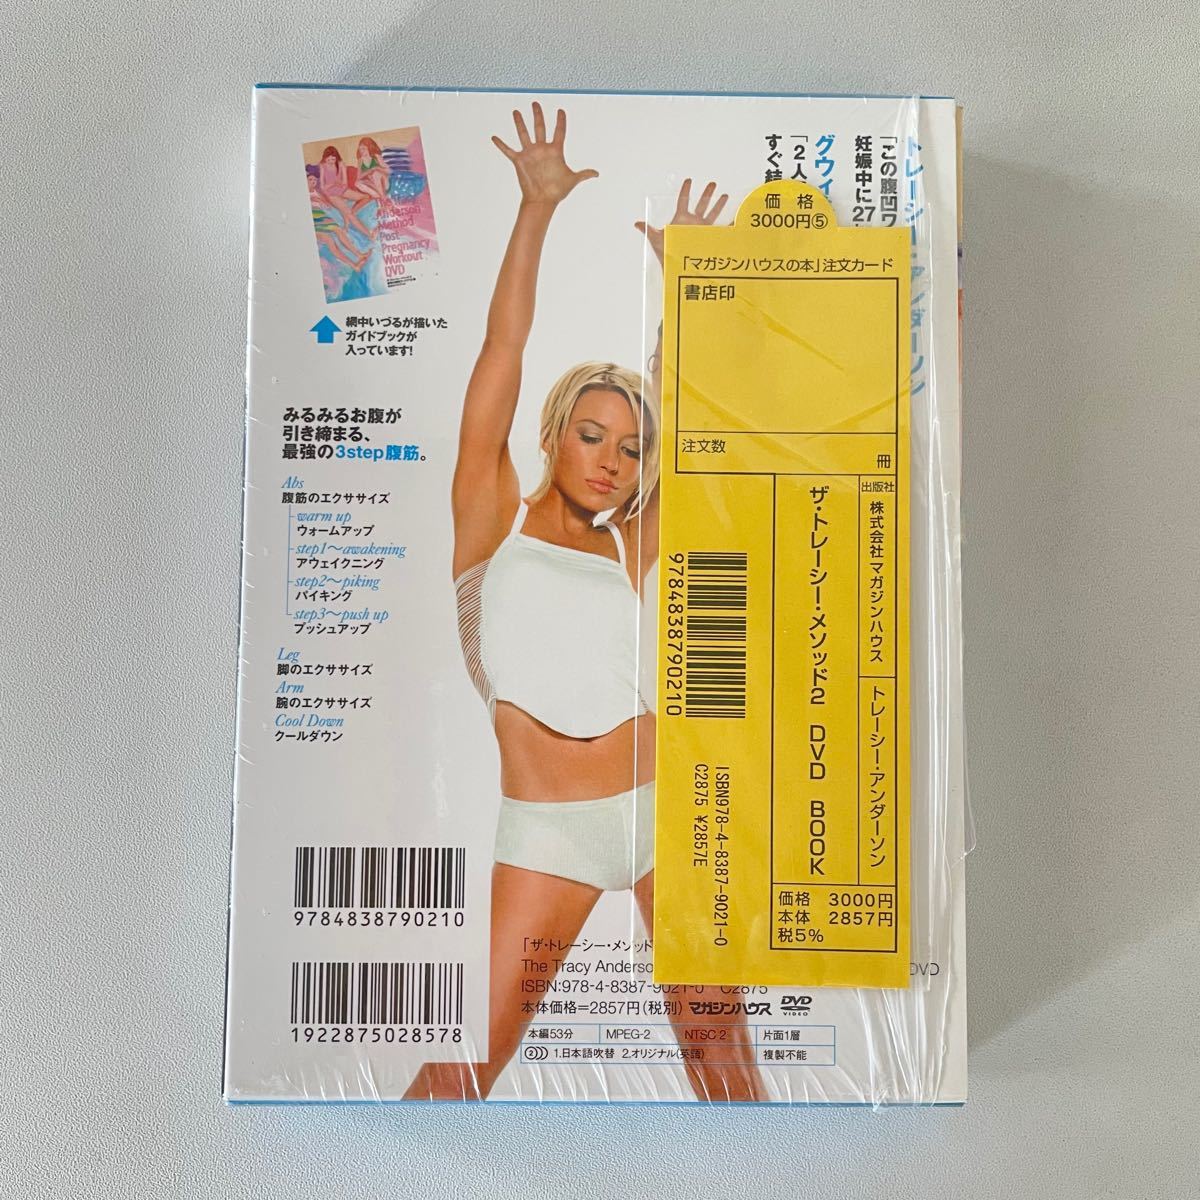 The Tracy
Anderson
Method
Post
Pregnancy
Workout
DVD
網中いづるが描いた
ガイドブックが
入っています!
みるみるお腹が
引き締まる、
最強の3step腹筋。
Abs
腹筋のエクササイズ
warm up
ウォームアップ
step1〜awakening
アウェイクニング
step2〜piking
パイキング
step3〜push up
プッシュアップ
Leg
脚のエクササイズ
Arm
腕のエクササイズ
Cool Down
クールダウン
9784838790210
1922875028578
トレーシー・アンダーソン
「この腹凹ワ
妊娠中に27
グウィ
「2人
すぐ結
価格
3000円⑤
「マガジンハウスの本」注文カード
書店印
注文数
冊
出版社
株式会社マガジンハウス
トレーシー・アンダーソン
ザ・トレーシー・メソッド2 DVD BOOK
9784838790210
ISBN978-4-8387-9021-0
C2875 ¥2857E
価格 3000円
本体 2857円
税5%
「ザ・トレーシー・メソッド
The Tracy Anderso
DVD
ISBN:978-4-8387-9021-0 C2875
本体価格=2857円(税別) マガジンハウス DVD VIDEO
本編53分 MPEG-2 NTSC 2 片面1層
1.日本語吹替 2.オリジナル(英語) 複製不能